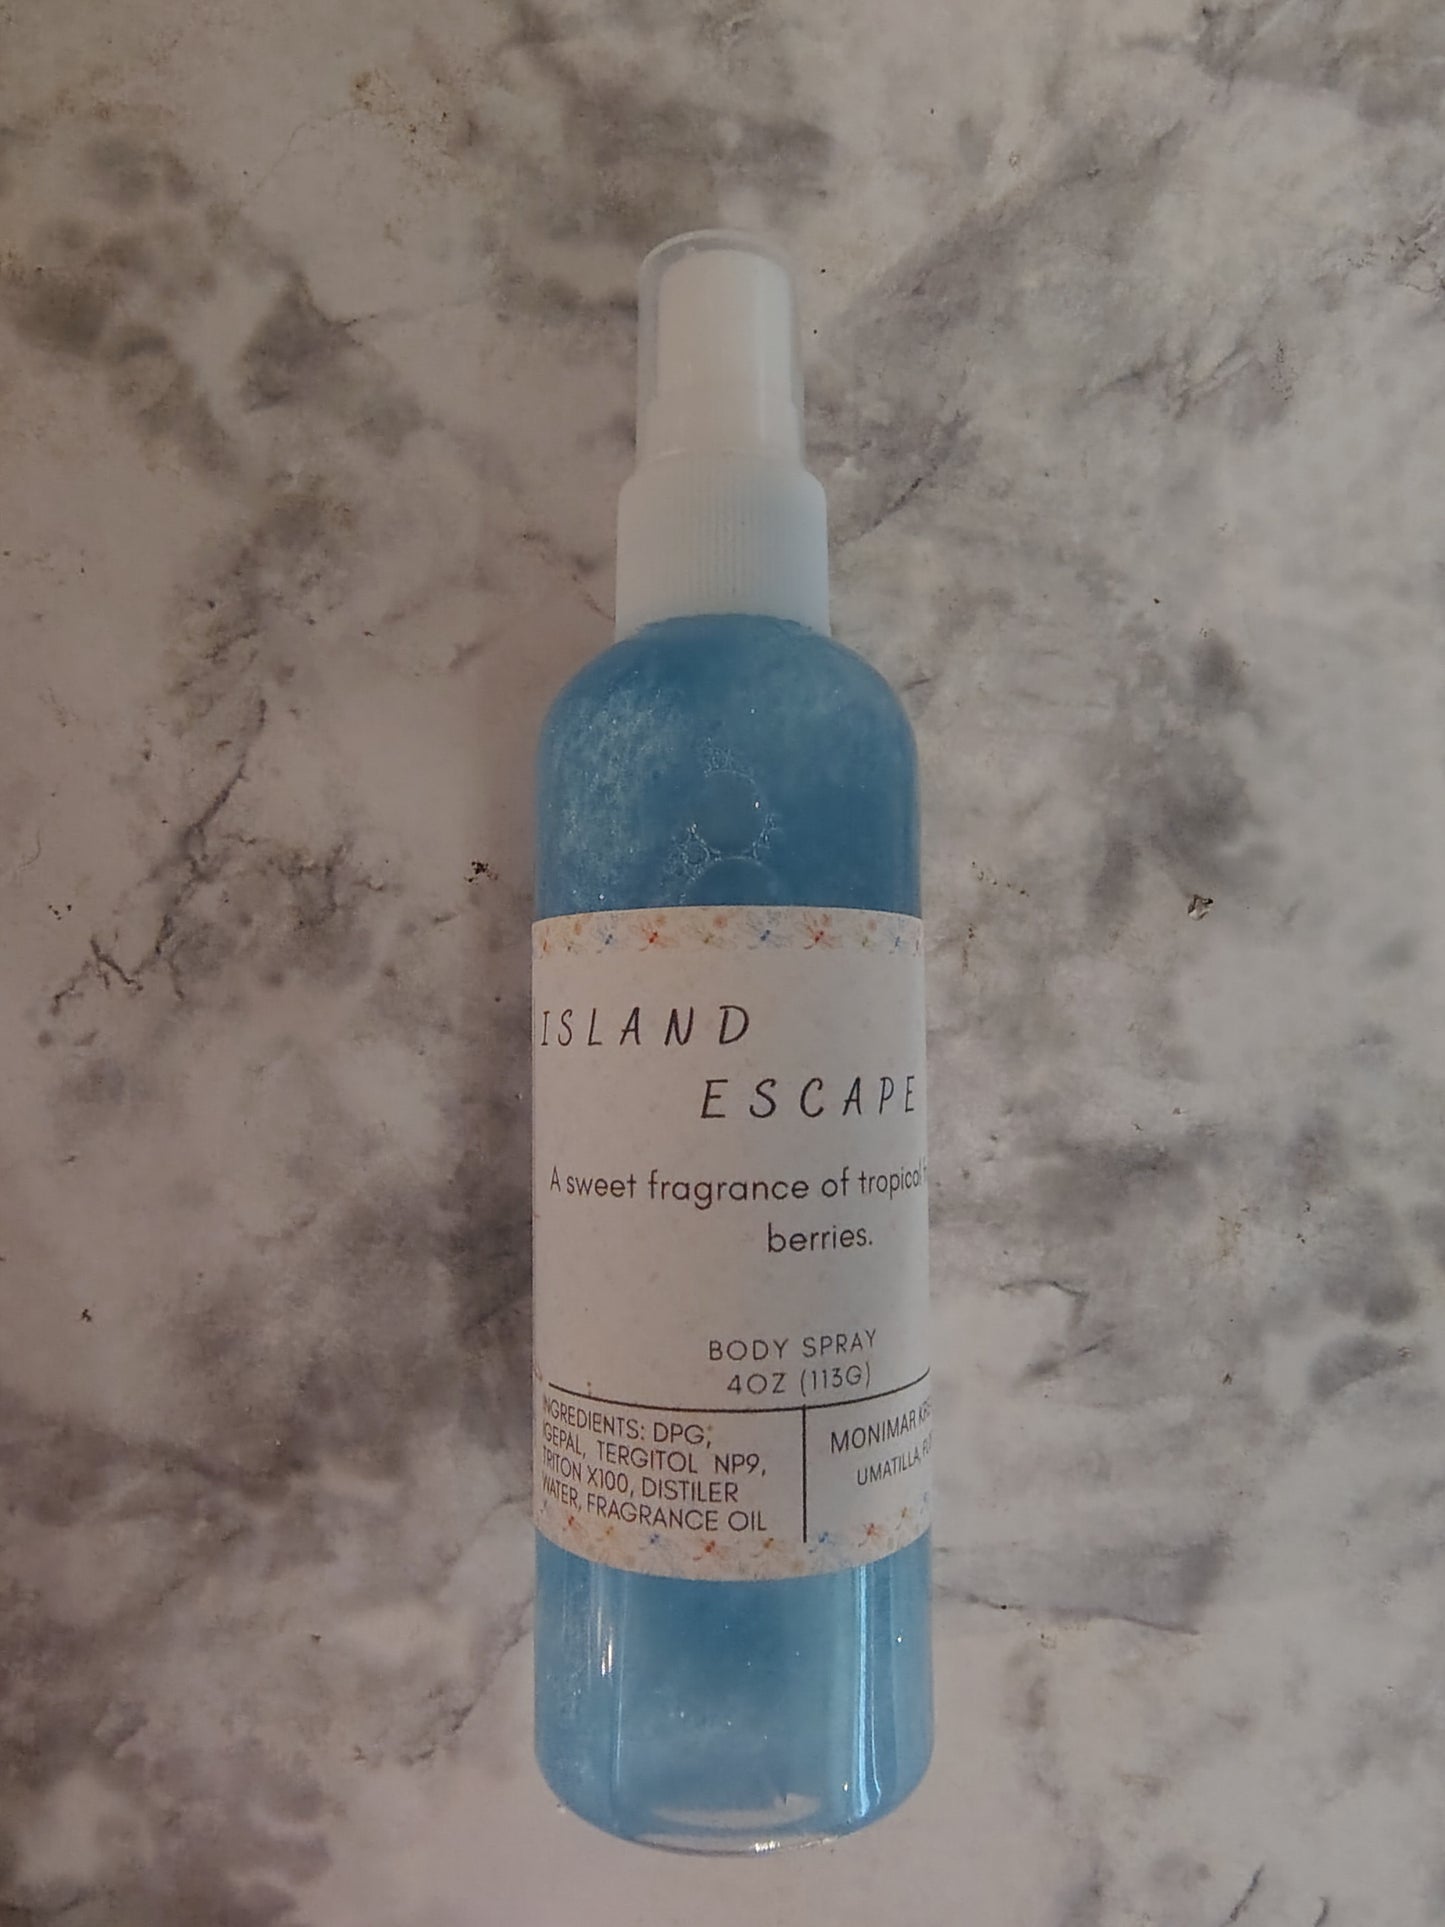 ISLAND
ESCAPE
A sweet fragrance of tropical
berries.
BODY SPRAY
4OZ (113G)
INGREDIENTS: DPG,
IGEPAL, TERGITOL NP9,
TRITON X100, DISTILER
WATER, FRAGRANCE OIL
MONIMAR
UMATILLA,